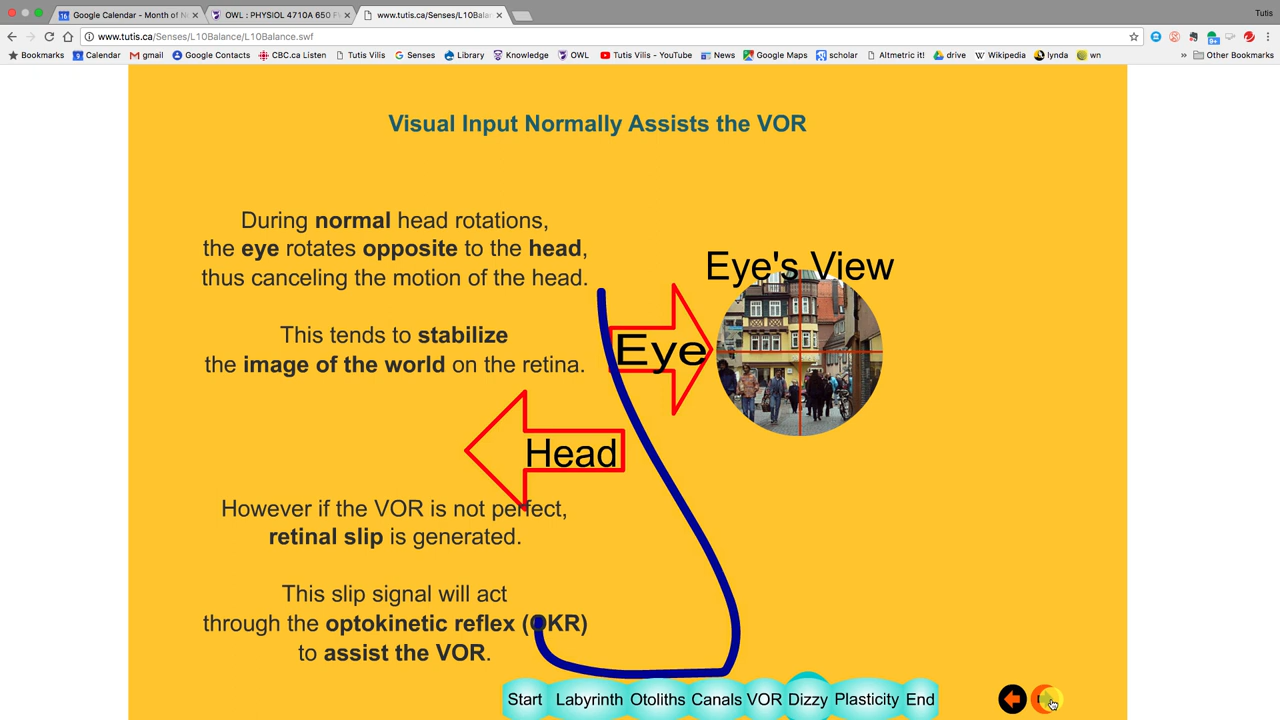 Google Calendar - Month of N
OWL : PHYSIOL 4710A 650 F
www.tutis.ca/Senses/L10Bala
Tutis
www.tutis.ca/Senses/L10Balance/L10Balance.swf
Bookmarks
Calendar
gmail
Google Contacts
CBC.ca Listen
Tutis Vilis
Senses
Library
Knowledge
OWL
Tutis Vilis - YouTube
News
Google Maps
scholar
Altmetric it!
drive
Wikipedia
lynda
wn
» Other Bookmarks
Visual Input Normally Assists the VOR
During normal head rotations,
the eye rotates opposite to the head,
thus canceling the motion of the head.
This tends to stabilize
the image of the world on the retina.
Eye's View
Eye
Head
However if the VOR is not perfect,
retinal slip is generated.
This slip signal will act
through the optokinetic reflex (OKR)
to assist the VOR.
Start
Labyrinth
Otoliths
Canals
VOR
Dizzy
Plasticity
End